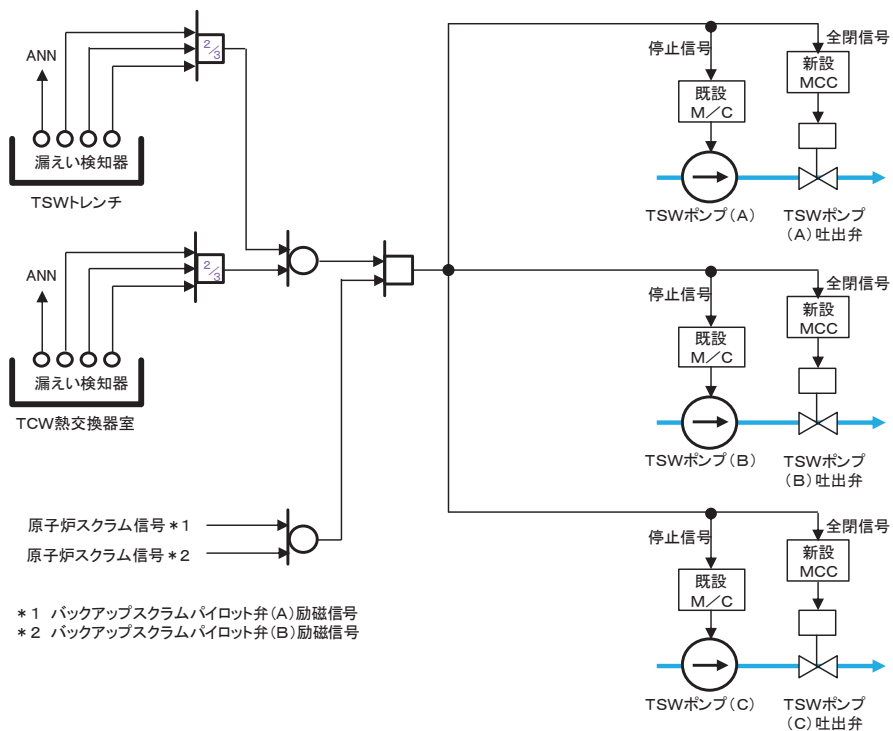 ANN
2/3
漏えい検知器
TSWトレンチ
ANN
2/3
漏えい検知器
TCW熱交換器室
原子炉スクラム信号＊1
原子炉スクラム信号＊2
＊1 バックアップスクラムパイロット弁(A)励磁信号
＊2 バックアップスクラムパイロット弁(B)励磁信号
停止信号
全閉信号
既設
M／C
新設
MCC
TSWポンプ(A)
TSWポンプ
(A)吐出弁
停止信号
全閉信号
既設
M／C
新設
MCC
TSWポンプ(B)
TSWポンプ
(B)吐出弁
停止信号
全閉信号
既設
M／C
新設
MCC
TSWポンプ(C)
TSWポンプ
(C)吐出弁